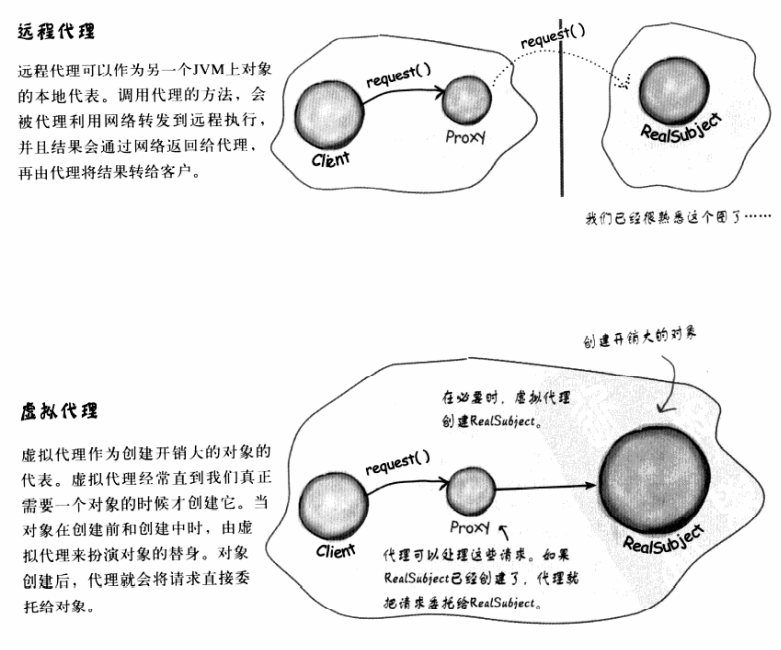 远程代理
远程代理可以作为另一个JVM上对象
的本地代表。调用代理的方法，会
被代理利用网络转发到远程执行，
并且结果会通过网络返回给代理，
再由代理将结果转给客户。
request()
request()
Client
Proxy
RealSubject
我们已经很熟悉这个图了……
虚拟代理
虚拟代理作为创建开销大的对象的
代表。虚拟代理经常直到我们真正
需要一个对象的时候才创建它。当
对象在创建前和创建中时，由虚
拟代理来扮演对象的替身。对象
创建后，代理就会将请求直接委
托给对象。
创建开销大的对象
在必要时，虚拟代理
创建RealSubject。
request()
Client
Proxy
RealSubject
代理可以处理这些请求。如果
RealSubject已经创建了，代理就
把请求委托给RealSubject。